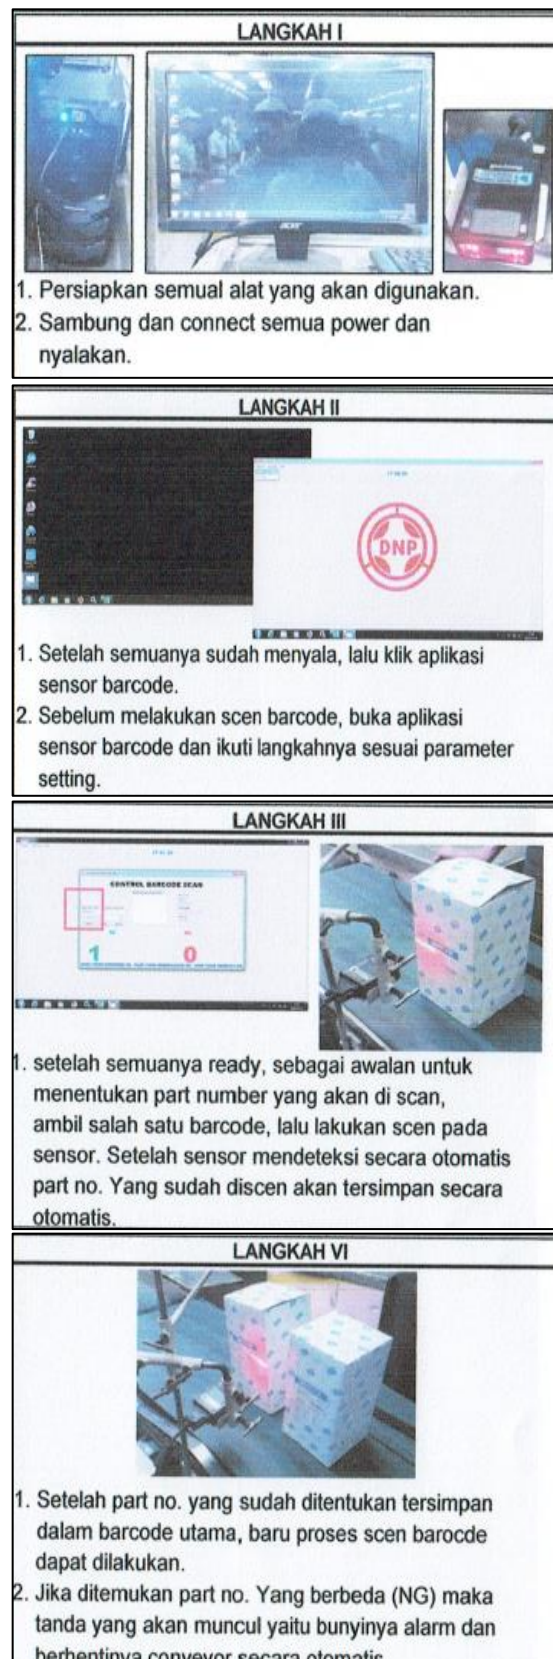 LANGKAH I
acer
1. Persiapkan semual alat yang akan digunakan.
2. Sambung dan connect semua power dan
nyalakan.
LANGKAH II
DNP
1. Setelah semuanya sudah menyala, lalu klik aplikasi
sensor barcode.
2. Sebelum melakukan scen barcode, buka aplikasi
sensor barcode dan ikuti langkahnya sesuai parameter
setting.
LANGKAH III
CONTROL BARCODE SCAN
1
0
1. setelah semuanya ready, sebagai awalan untuk
menentukan part number yang akan di scan,
ambil salah satu barcode, lalu lakukan scen pada
sensor. Setelah sensor mendeteksi secara otomatis
part no. Yang sudah discen akan tersimpan secara
otomatis.
LANGKAH VI
1. Setelah part no. yang sudah ditentukan tersimpan
dalam barcode utama, baru proses scen barocde
dapat dilakukan.
2. Jika ditemukan part no. Yang berbeda (NG) maka
tanda yang akan muncul yaitu bunyinya alarm dan
berhentinya conveyor secara otomatis